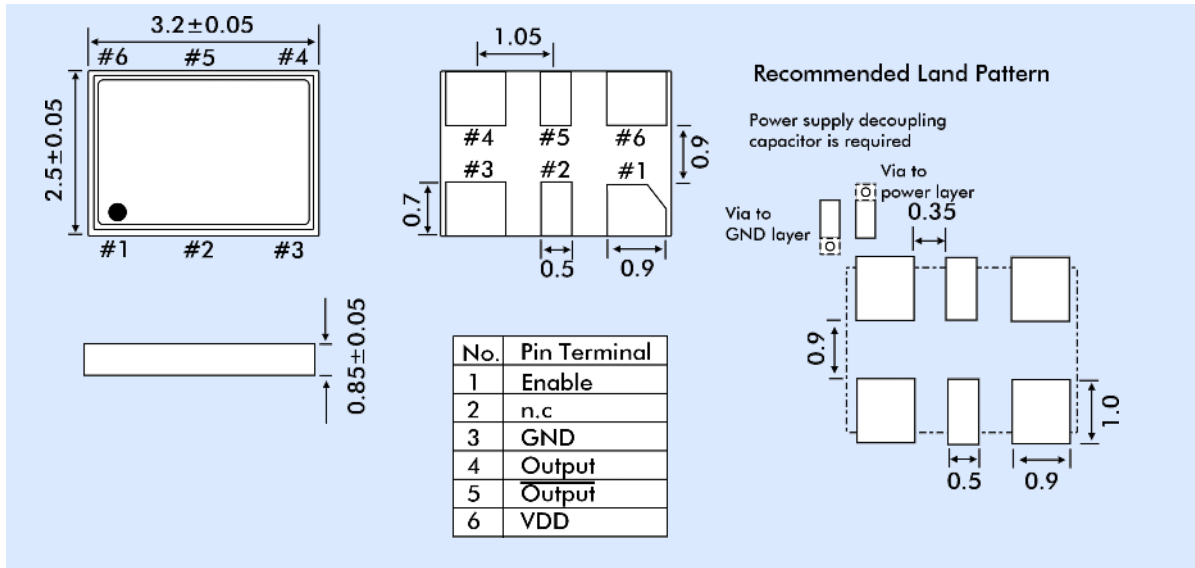 3.2±0.05
#6 #5 #4
2.5±0.05
#1 #2 #3
1.05
#4 #5 #6
#3 #2 #1
0.9
0.7
0.5 0.9
Recommended Land Pattern
Power supply decoupling
capacitor is required
Via to
power layer
Via to
GND layer
0.35
0.9
1.0
0.5 0.9
0.85±0.05
No. Pin Terminal
1 Enable
2 n.c
3 GND
4 Output
5 Output
6 VDD